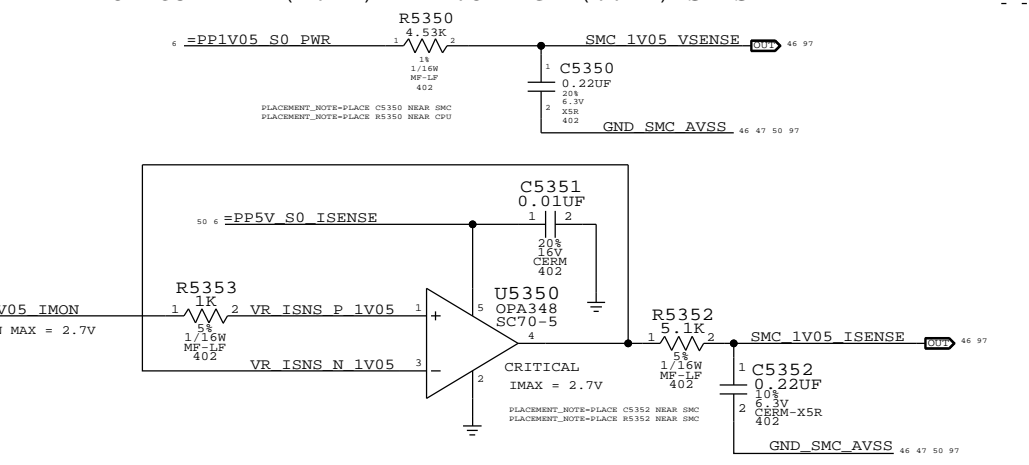 R5350
4.53K
6 =PP1V05_S0_PWR 1 2 SMC_1V05_VSENSE OUT 46 97
1%
1/16W
MF-LF
402
1 C5350
0.22UF
20%
6.3V
2 X5R
402
PLACEMENT_NOTE=PLACE C5350 NEAR SMC
PLACEMENT_NOTE=PLACE R5350 NEAR CPU
GND_SMC_AVSS 46 47 50 97
C5351
0.01UF
50 6 =PP5V_S0_ISENSE 1 2
20%
16V
CERM
402
R5353
1K
U5350
OPA348
SC70-5
V05_IMON 1 2 VR_ISNS_P_1V05 1 + 5
MAX = 2.7V
5%
1/16W
MF-LF
402
R5352
5.1K
4 1 2 SMC_1V05_ISENSE OUT 46 97
5%
1/16W
MF-LF
402
VR_ISNS_N_1V05 3 - 2
CRITICAL
IMAX = 2.7V
1 C5352
0.22UF
10%
6.3V
2 CERM-X5R
402
PLACEMENT_NOTE=PLACE C5352 NEAR SMC
PLACEMENT_NOTE=PLACE R5352 NEAR SMC
GND_SMC_AVSS 46 47 50 97